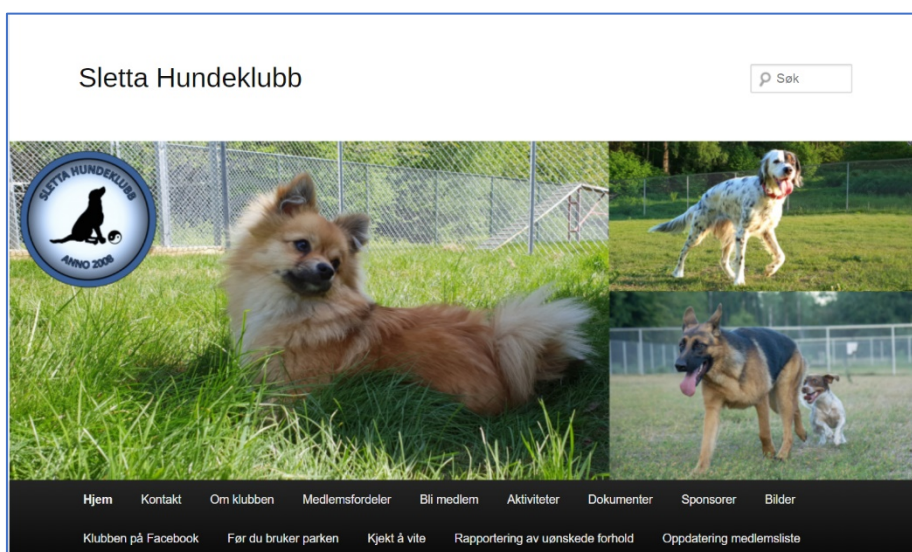 Sletta Hundeklubb
Søk
SLETTA HUNDEKLUBB
ANNO 2008
Hjem Kontakt Om klubben Medlemsfordeler Bli medlem Aktiviteter Dokumenter Sponsorer Bilder
Klubben på Facebook Før du bruker parken Kjekt å vite Rapportering av uønskede forhold Oppdatering medlemsliste